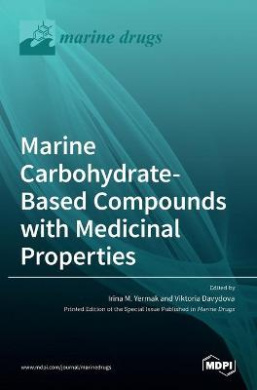 marine drugs
Marine
Carbohydrate-
Based Compounds
with Medicinal
Properties
Edited by
Irina M. Yermak and Viktoria Davydova
Printed Edition of the Special Issue Published in Marine Drugs
www.mdpi.com/journal/marinedrugs
MDPI